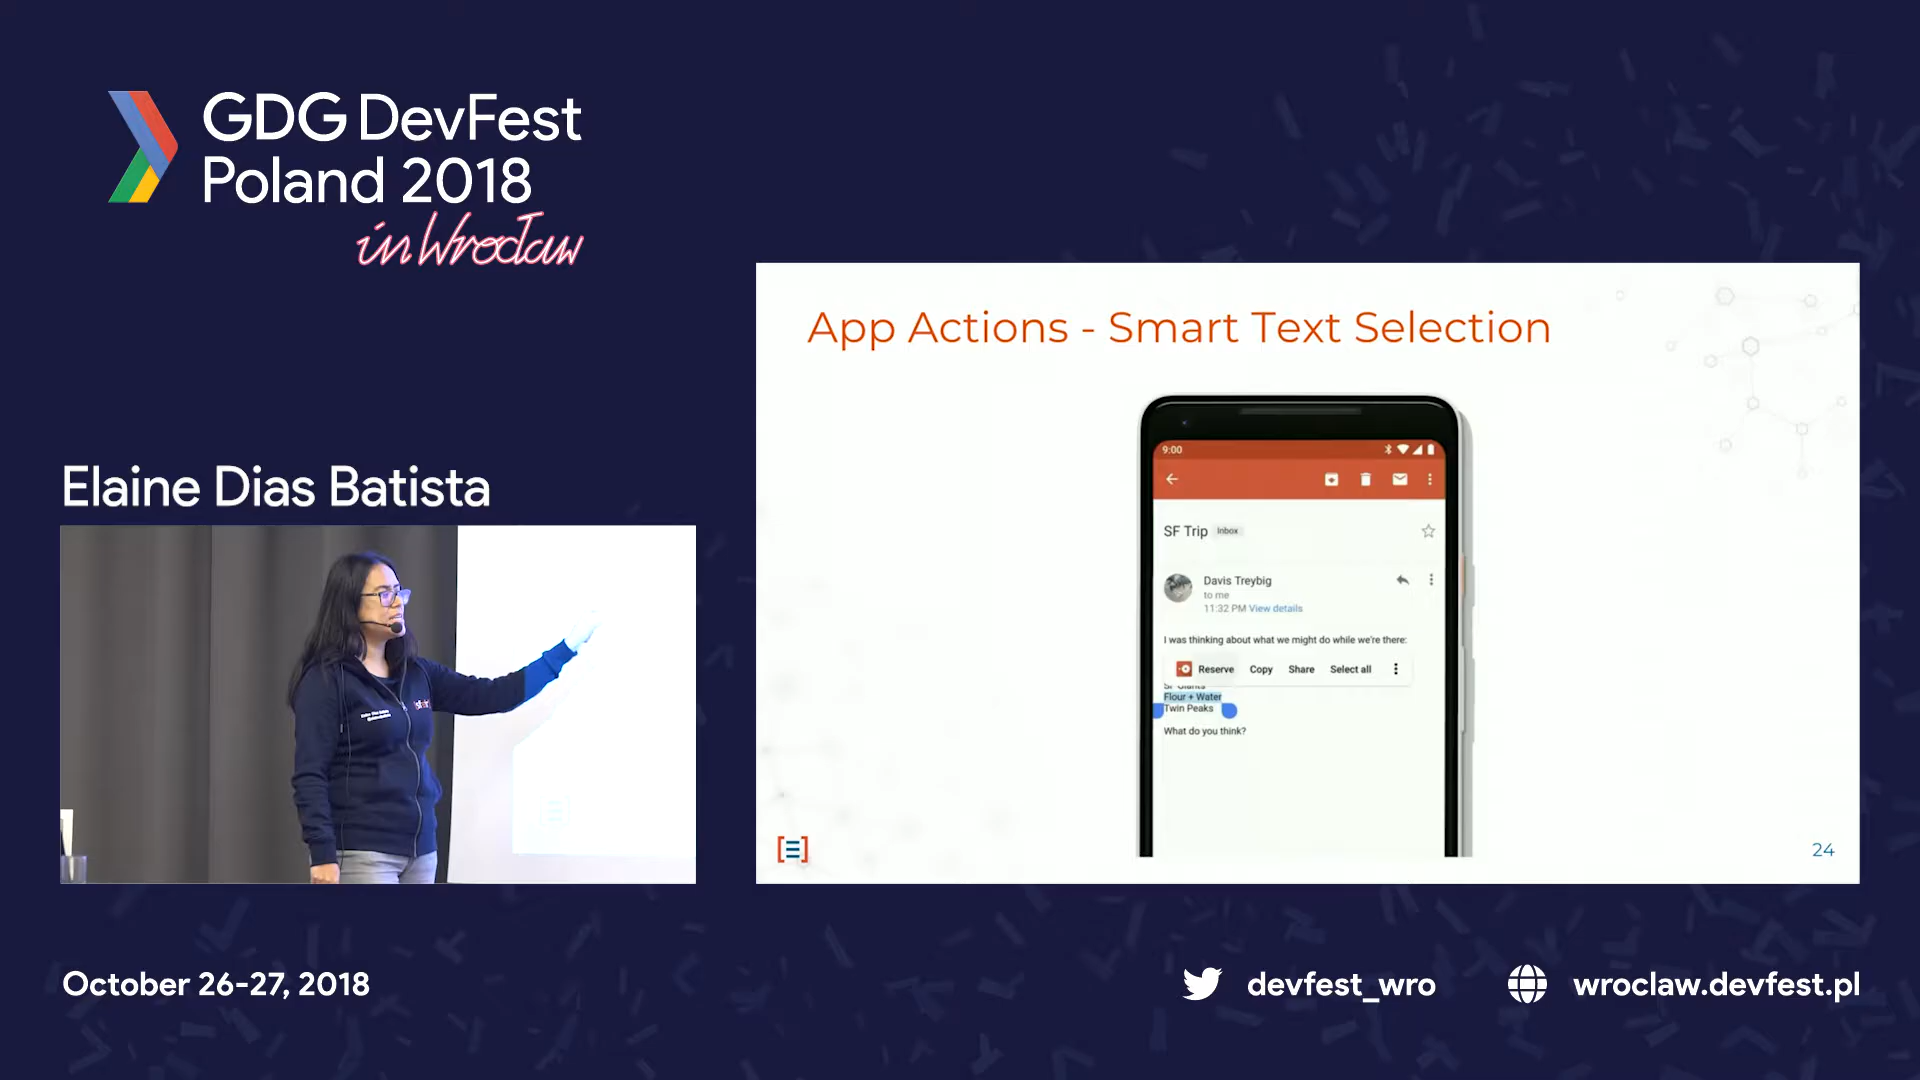 GDG DevFest
Poland 2018
in Wrocław
Elaine Dias Batista
App Actions - Smart Text Selection
9:00
SF Trip Inbox
Davis Treybig
to me
11:32 PM View details
I was thinking about what we might do while we're there:
Reserve Copy Share Select all
SF Giants
Flour + Water
Twin Peaks
What do you think?
24
October 26-27, 2018
devfest_wro
wroclaw.devfest.pl